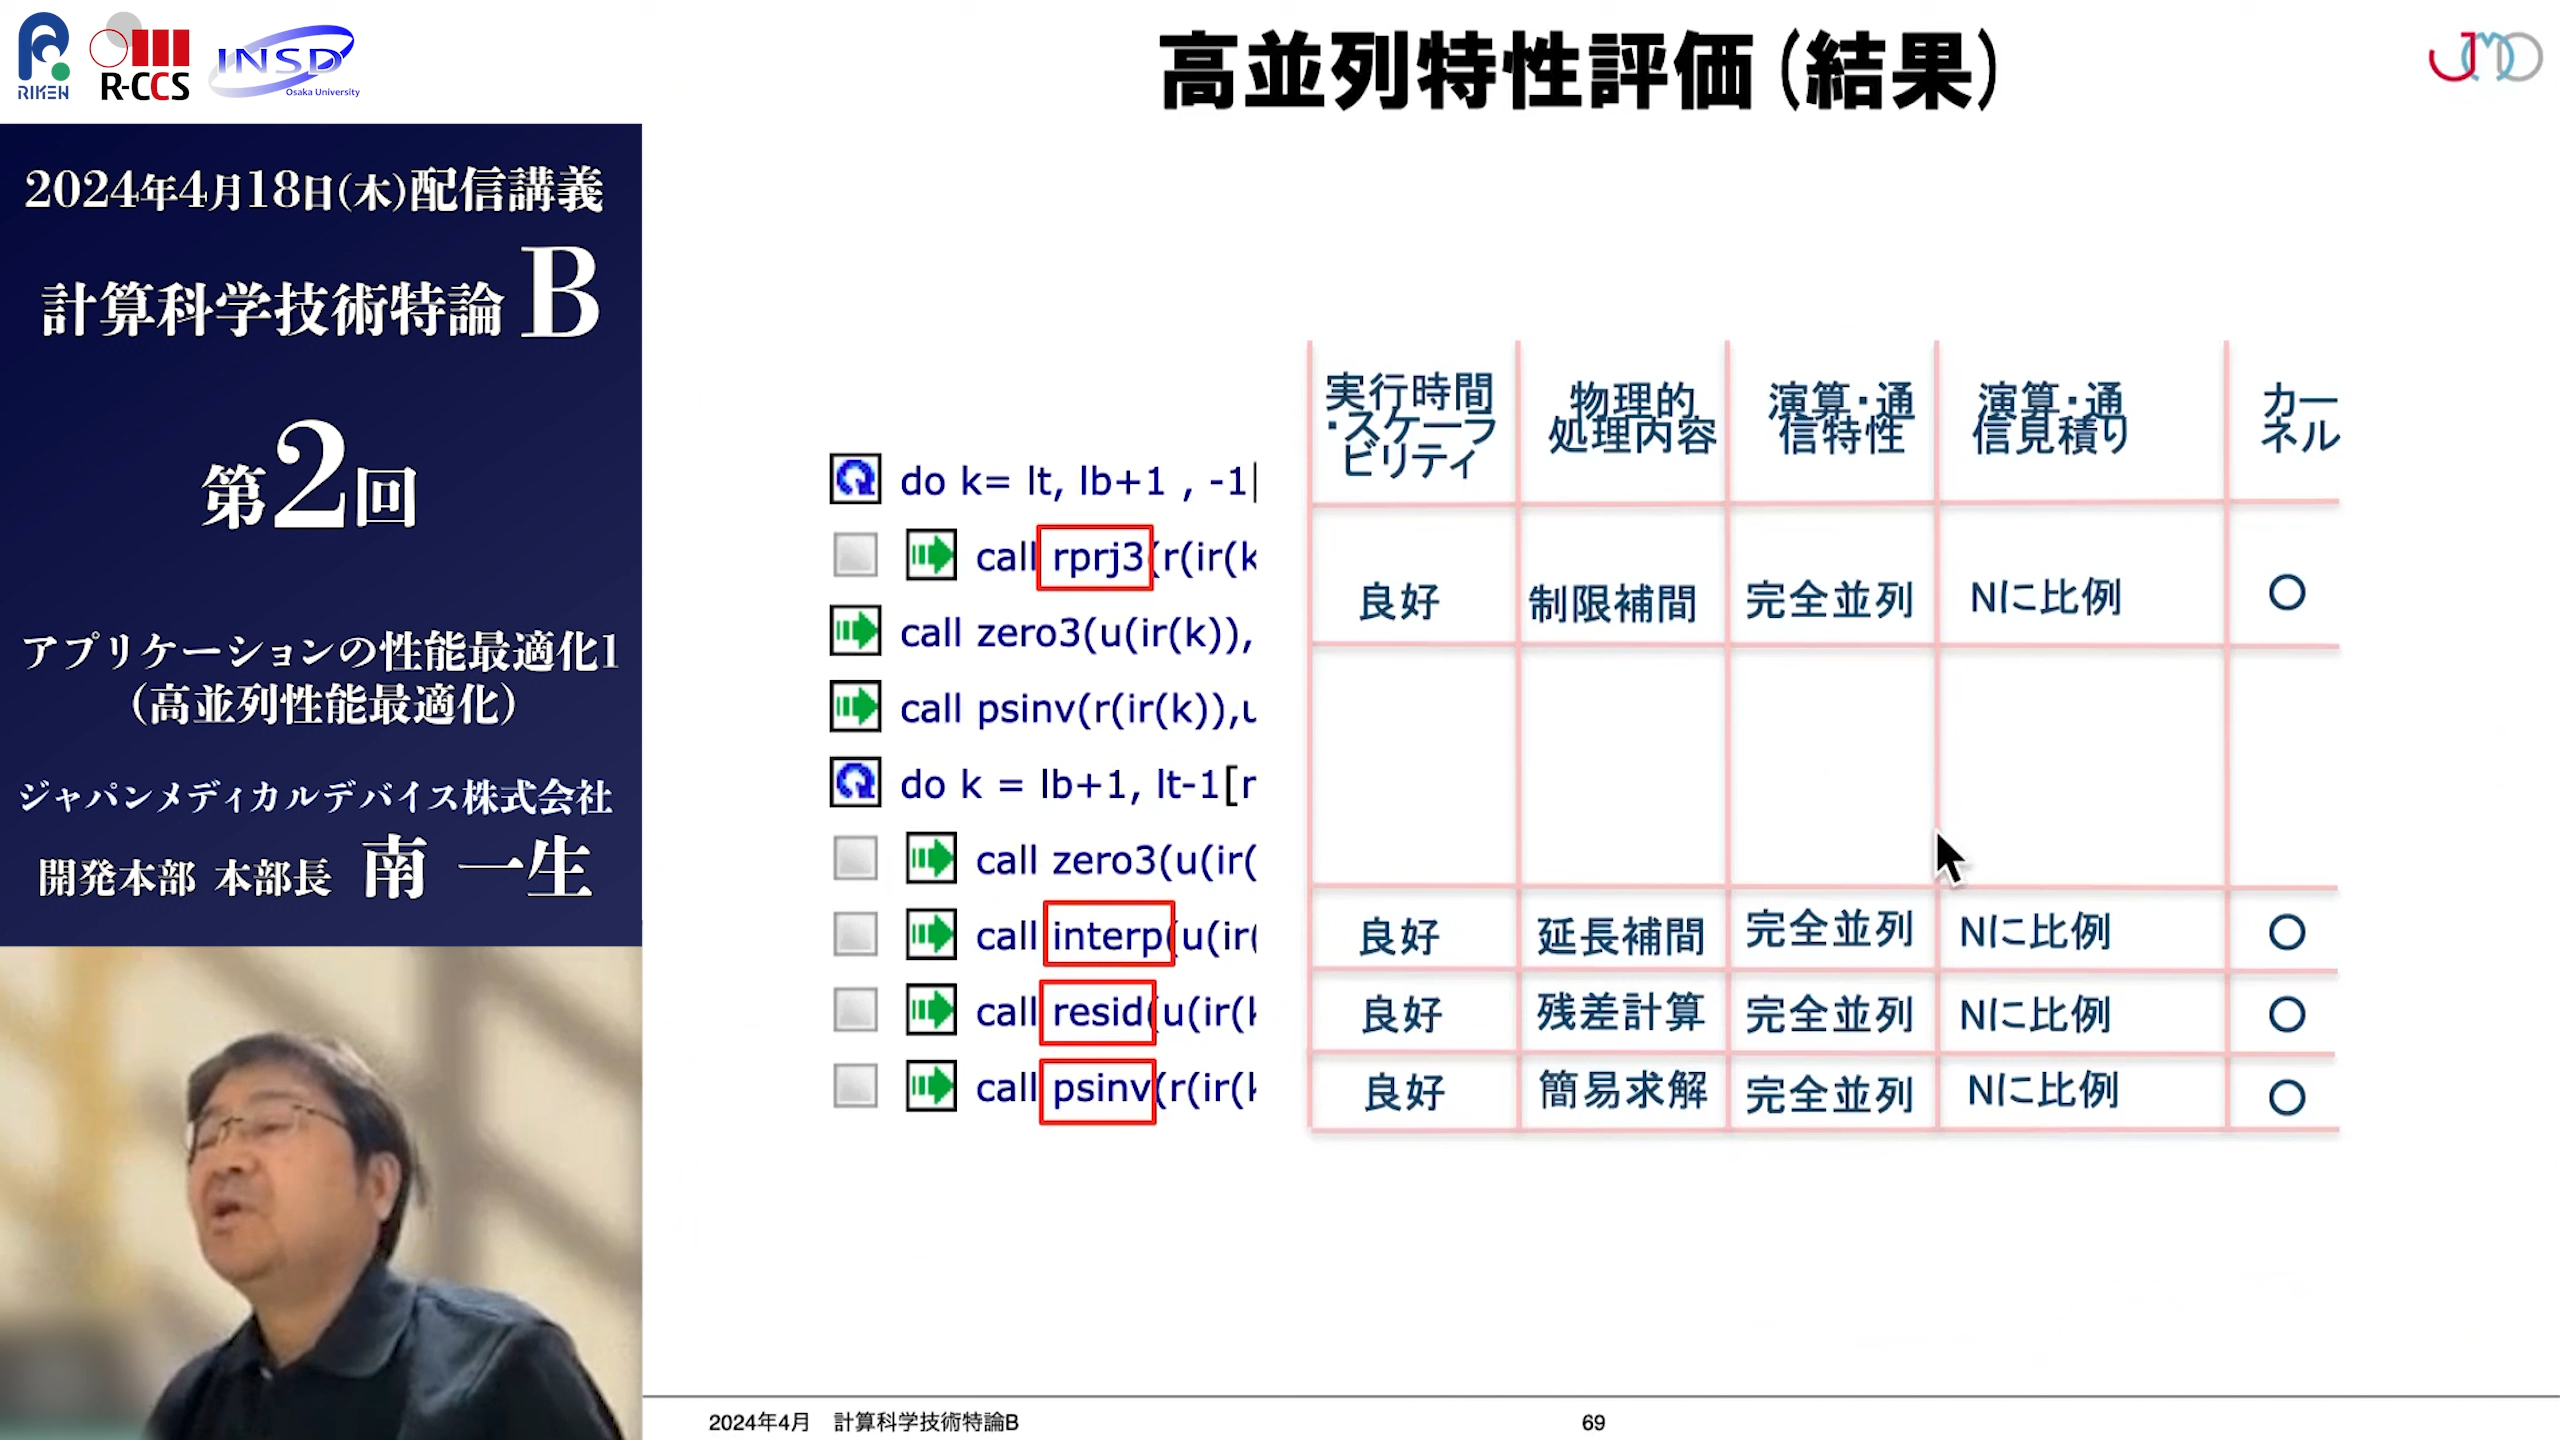 RIKEN
R-CCS
INSD
Osaka University
高並列特性評価（結果）
JMD
2024年4月18日(木)配信講義
計算科学技術特論 B
第2回
アプリケーションの性能最適化1
（高並列性能最適化）
ジャパンメディカルデバイス株式会社
開発本部 本部長 南 一生
do k= lt, lb+1 , -1
call rprj3(r(ir(k
call zero3(u(ir(k)),
call psinv(r(ir(k)),u
do k = lb+1, lt-1[r
call zero3(u(ir(
call interp(u(ir(
call resid(u(ir(k
call psinv(r(ir(k
実行時間
・スケーラ
ビリティ
物理的
処理内容
演算・通
信特性
演算・通
信見積り
カー
ネル
良好 制限補間 完全並列 Nに比例 ○
良好 延長補間 完全並列 Nに比例 ○
良好 残差計算 完全並列 Nに比例 ○
良好 簡易求解 完全並列 Nに比例 ○
2024年4月 計算科学技術特論B
69